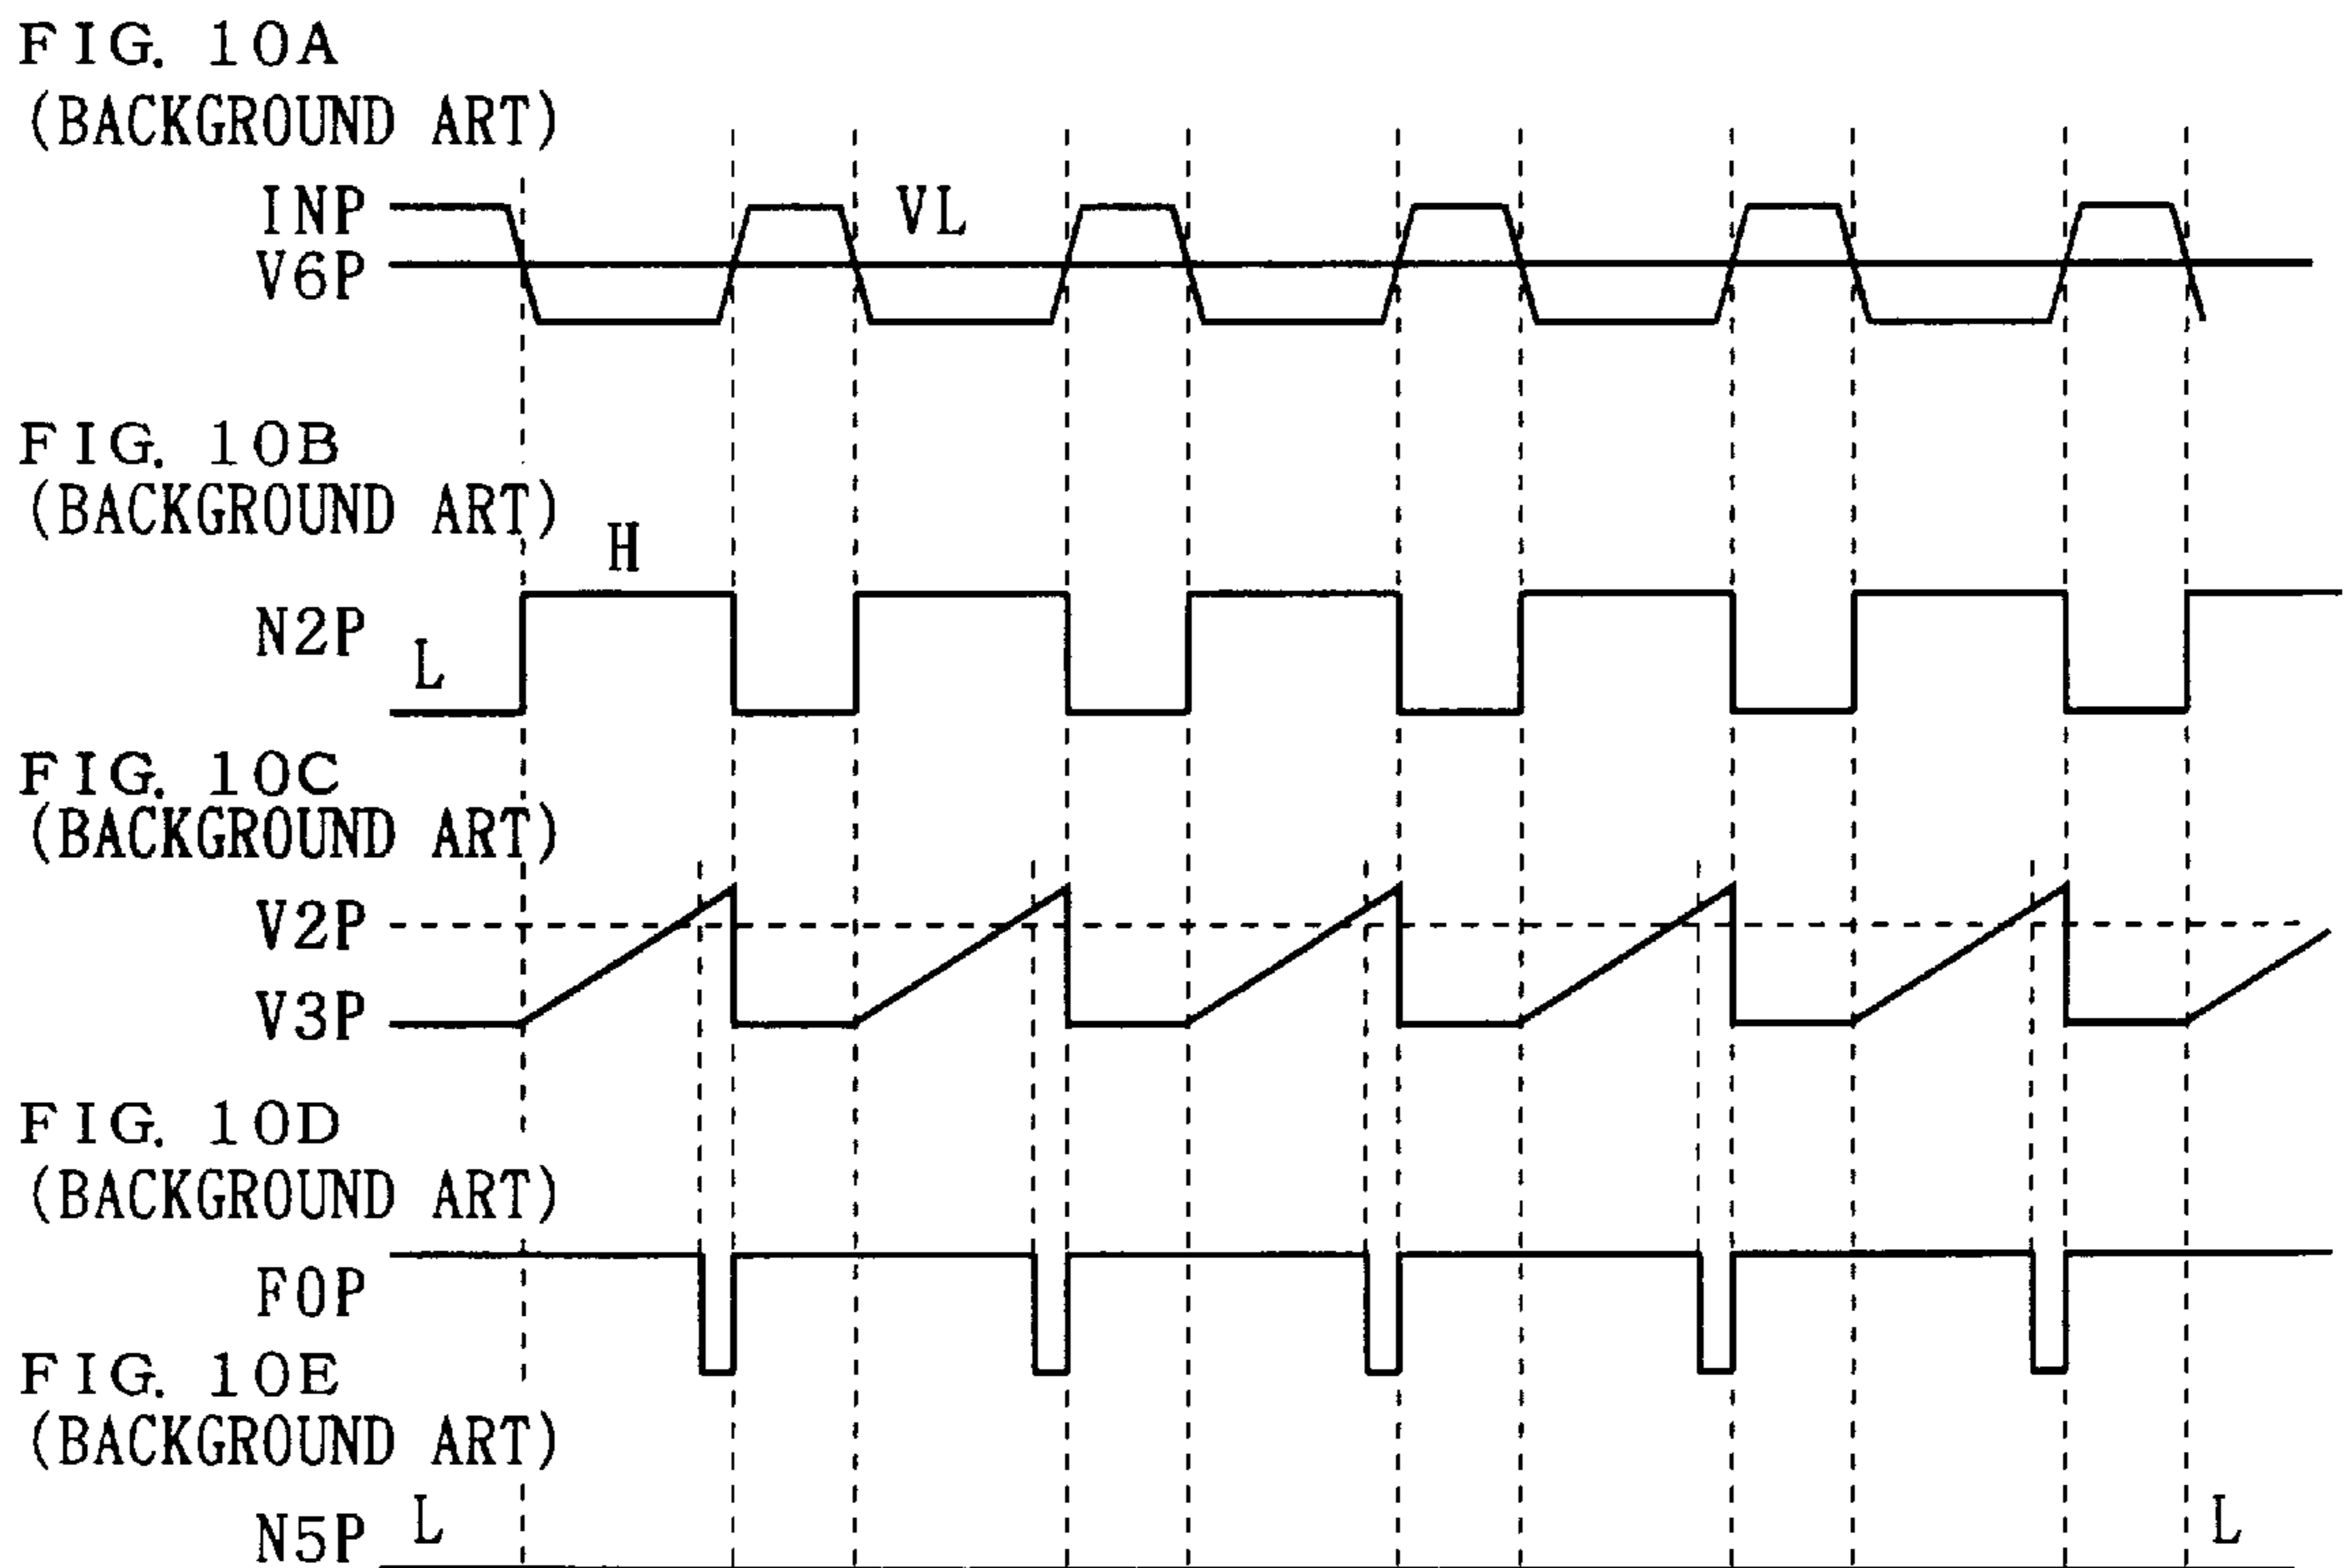 FIG. 10A
(BACKGROUND ART)
INP
VL
V6P
FIG. 10B
(BACKGROUND ART)
H
N2P
L
FIG. 10C
(BACKGROUND ART)
V2P
V3P
FIG. 10D
(BACKGROUND ART)
F0P
FIG. 10E
(BACKGROUND ART)
N5P L L